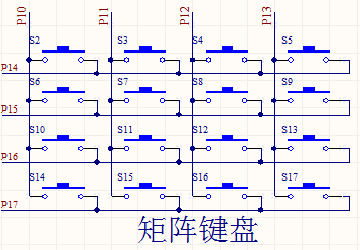 P10 P11 P12 P13
S2 S3 S4 S5
P14
S6 S7 S8 S9
P15
S10 S11 S12 S13
P16
S14 S15 S16 S17
P17
矩阵键盘